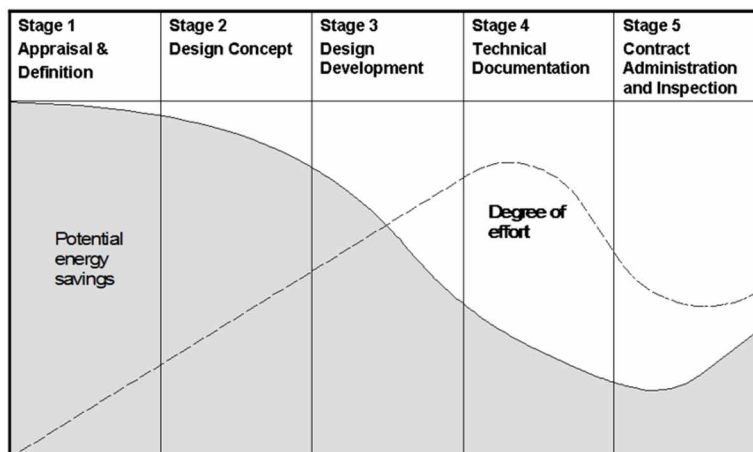 Stage 1
Appraisal &
Definition
Stage 2
Design Concept
Stage 3
Design
Development
Stage 4
Technical
Documentation
Stage 5
Contract
Administration
and Inspection
Potential
energy
savings
Degree of
effort